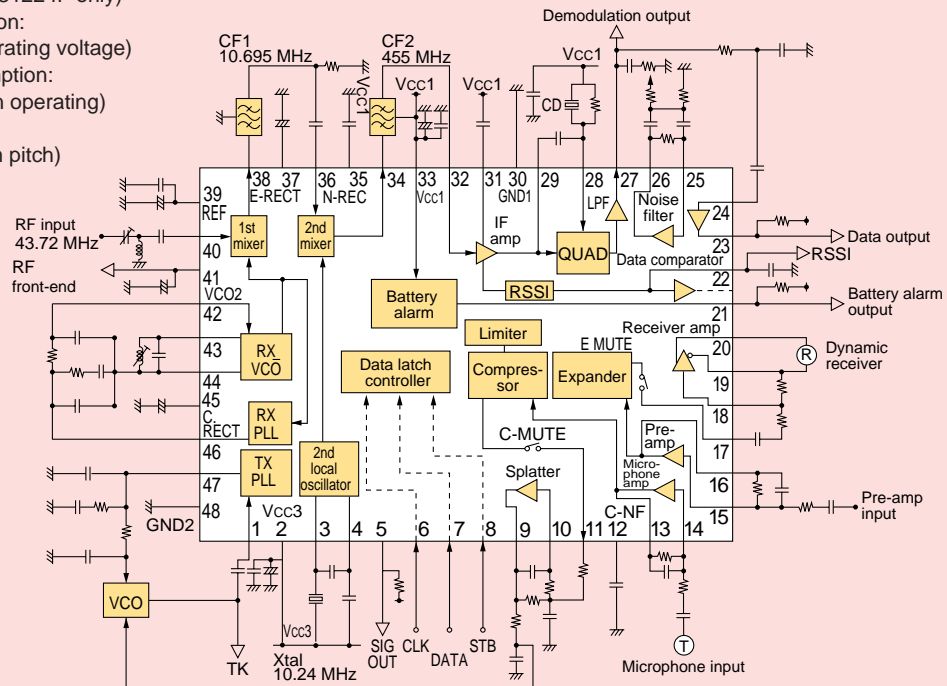 3122 n only)
on:
rating voltage)
ption:
n operating)
n pitch)
Demodulation output
CF1
10.695 MHz
CF2
455 MHz
VCC1
VCC1
VCC1
VCC1
CD
38
37
36
35
34
33
32
31
30
29
28
27
26
25
E-RECT
N-REC
VCC1
GND1
39
REF
RF input
43.72 MHz
40
1st
mixer
2nd
mixer
IF
amp
QUAD
LPF
Noise
filter
24
23
Data output
Data comparator
RSSI
22
RF
front-end
41
VCO2
42
RSSI
Battery
alarm
Battery alarm
output
21
43
RX
VCO
44
45
C.
RECT
46
RX
PLL
Limiter
Data latch
controller
Compres-
sor
Expander
E MUTE
Receiver amp
20
R
Dynamic
receiver
19
18
17
C-MUTE
47
TX
PLL
2nd
local
oscillator
Splatter
Pre-
amp
Micro-
phone
amp
16
15
Pre-amp
input
48
GND2
VCC3
C-NF
1
2
3
4
5
6
7
8
9
10
11
12
13
14
VCO
TK
VCC3
Xtal
10.24 MHz
SIG
OUT
CLK
DATA
STB
T
Microphone input